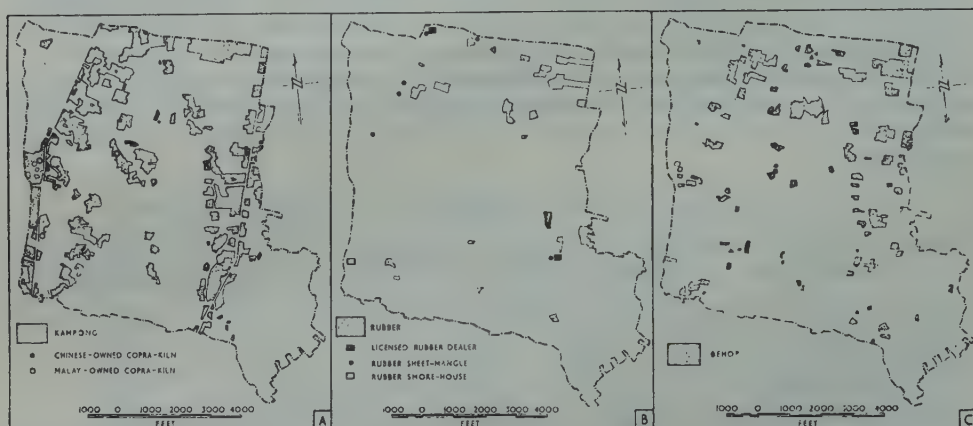 N
KAMPONG
CHINESE-OWNED COPRA-KILN
MALAY-OWNED COPRA-KILN
1000 0 1000 2000 3000 4000
FEET
A
N
RUBBER
LICENSED RUBBER DEALER
RUBBER SHEET-MANGLE
RUBBER SMOKE-HOUSE
1000 0 1000 2000 3000 4000
FEET
B
N
BEHOP
1000 0 1000 2000 3000 4000
FEET
C